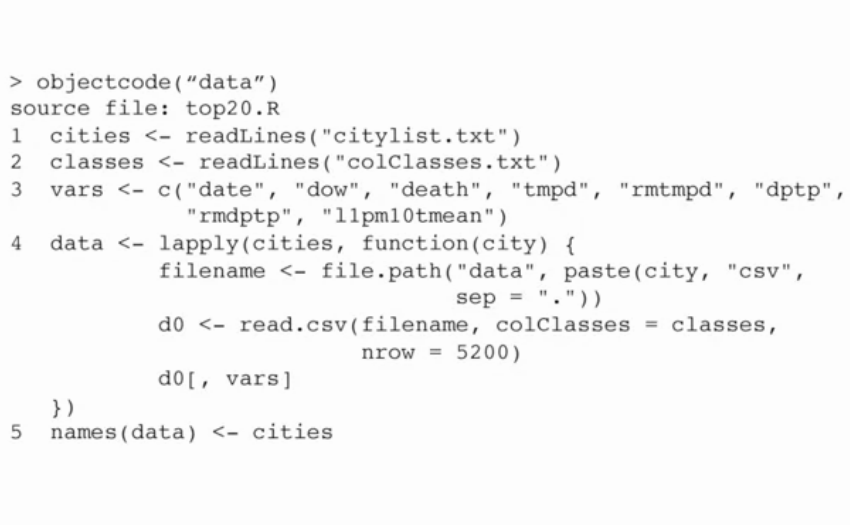 > objectcode(“data”)
source file: top20.R
1  cities <- readLines("citylist.txt")
2  classes <- readLines("colClasses.txt")
3  vars <- c("date", "dow", "death", "tmpd", "rmtmpd", "dptp",
             "rmdptp", "l1pm10tmean")
4  data <- lapply(cities, function(city) {
           filename <- file.path("data", paste(city, "csv",
                                 sep = "."))
           d0 <- read.csv(filename, colClasses = classes,
                          nrow = 5200)
           d0[, vars]
   })
5  names(data) <- cities